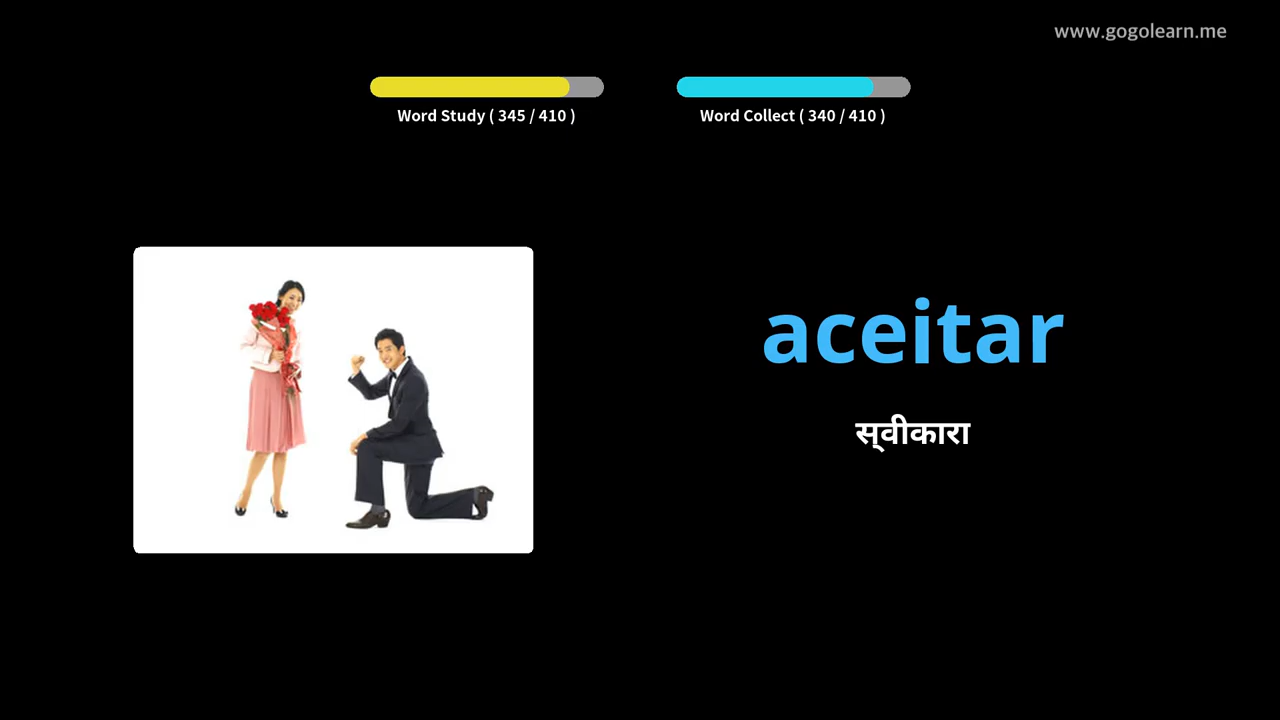 www.gogolearn.me
Word Study ( 345 / 410 )
Word Collect ( 340 / 410 )
aceitar
स्वीकारा